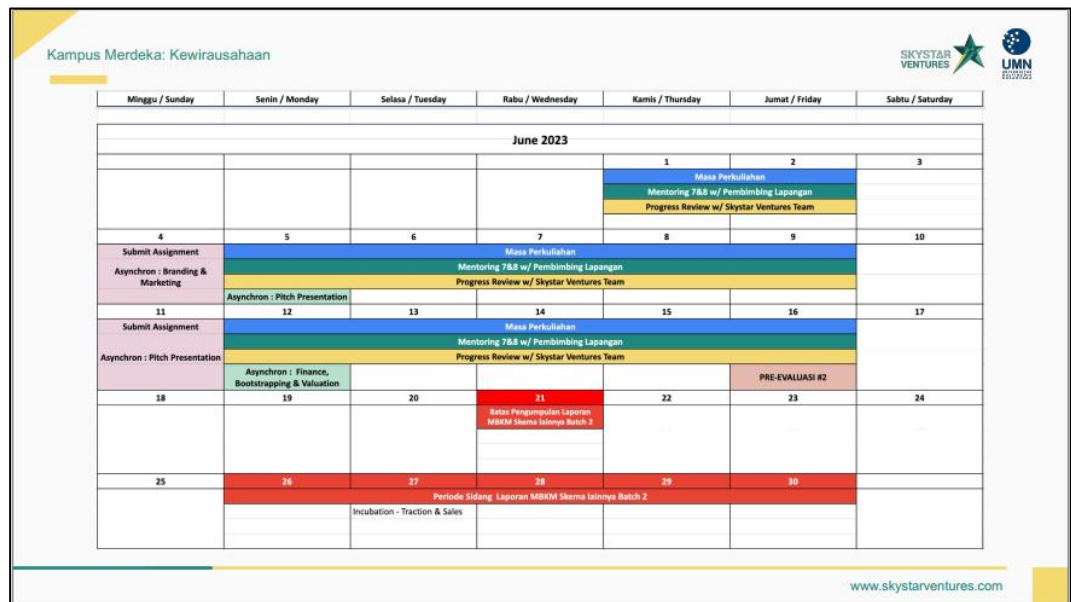 Kampus Merdeka: Kewirausahaan
SKYSTAR
VENTURES
UMN
UNIVERSITAS
MULTIMEDIA
NUSANTARA
Minggu / Sunday Senin / Monday Selasa / Tuesday Rabu / Wednesday Kamis / Thursday Jumat / Friday Sabtu / Saturday
June 2023
1 2 3
Masa Perkuliahan
Mentoring 7&8 w/ Pembimbing Lapangan
Progress Review w/ Skystar Ventures Team
4 5 6 7 8 9 10
Submit Assignment Masa Perkuliahan
Asynchron : Branding &
Marketing
Mentoring 7&8 w/ Pembimbing Lapangan
Progress Review w/ Skystar Ventures Team
Asynchron : Pitch Presentation
11 12 13 14 15 16 17
Submit Assignment Masa Perkuliahan
Mentoring 7&8 w/ Pembimbing Lapangan
Asynchron : Pitch Presentation Progress Review w/ Skystar Ventures Team
Asynchron : Finance,
Bootstrapping & Valuation
PRE-EVALUASI #2
18 19 20 21 22 23 24
Batas Pengumpulan Laporan
MBKM Skema lainnya Batch 2
25 26 27 28 29 30
Periode Sidang Laporan MBKM Skema lainnya Batch 2
Incubation - Traction & Sales
www.skystarventures.com